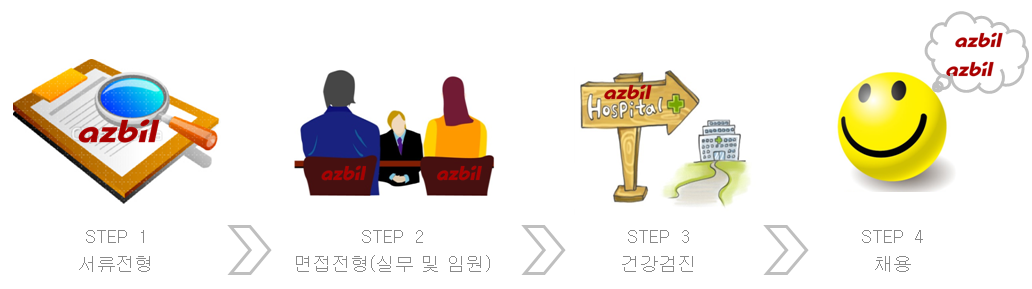 azbil
azbil
azbil
azbil
azbil
Hospital
azbil
azbil
STEP 1
서류전형
STEP 2
면접전형(실무 및 임원)
STEP 3
건강검진
STEP 4
채용